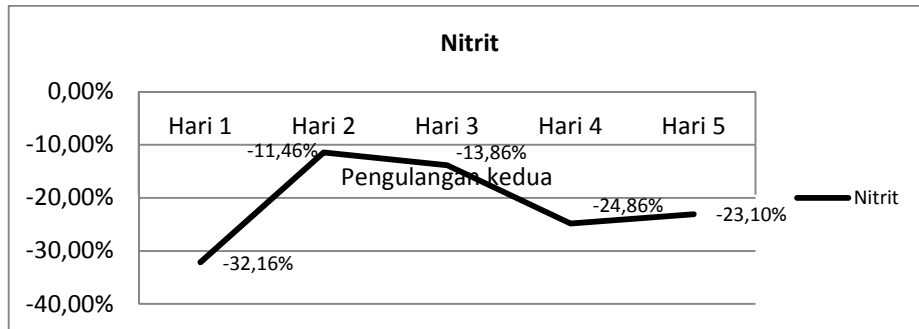 Nitrit
0,00%
Hari 1 Hari 2 Hari 3 Hari 4 Hari 5
-10,00%
-11,46%
-13,86%
Pengulangan kedua
-20,00%
-24,86%
-23,10%
Nitrit
-30,00%
-32,16%
-40,00%